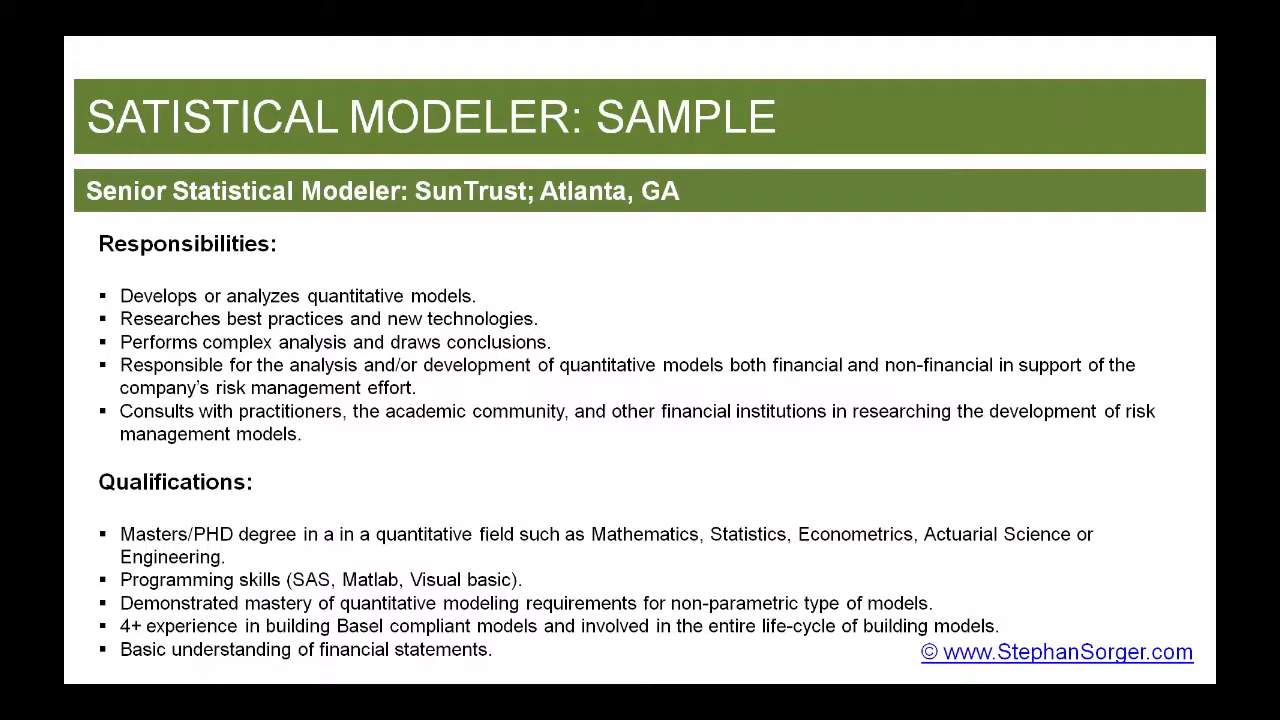 SATISTICAL MODELER: SAMPLE
Senior Statistical Modeler: SunTrust; Atlanta, GA
Responsibilities:
▪ Develops or analyzes quantitative models.
▪ Researches best practices and new technologies.
▪ Performs complex analysis and draws conclusions.
▪ Responsible for the analysis and/or development of quantitative models both financial and non-financial in support of the
company's risk management effort.
▪ Consults with practitioners, the academic community, and other financial institutions in researching the development of risk
management models.
Qualifications:
▪ Masters/PHD degree in a in a quantitative field such as Mathematics, Statistics, Econometrics, Actuarial Science or
Engineering.
▪ Programming skills (SAS, Matlab, Visual basic).
▪ Demonstrated mastery of quantitative modeling requirements for non-parametric type of models.
▪ 4+ experience in building Basel compliant models and involved in the entire life-cycle of building models.
▪ Basic understanding of financial statements.
© www.StephanSorger.com